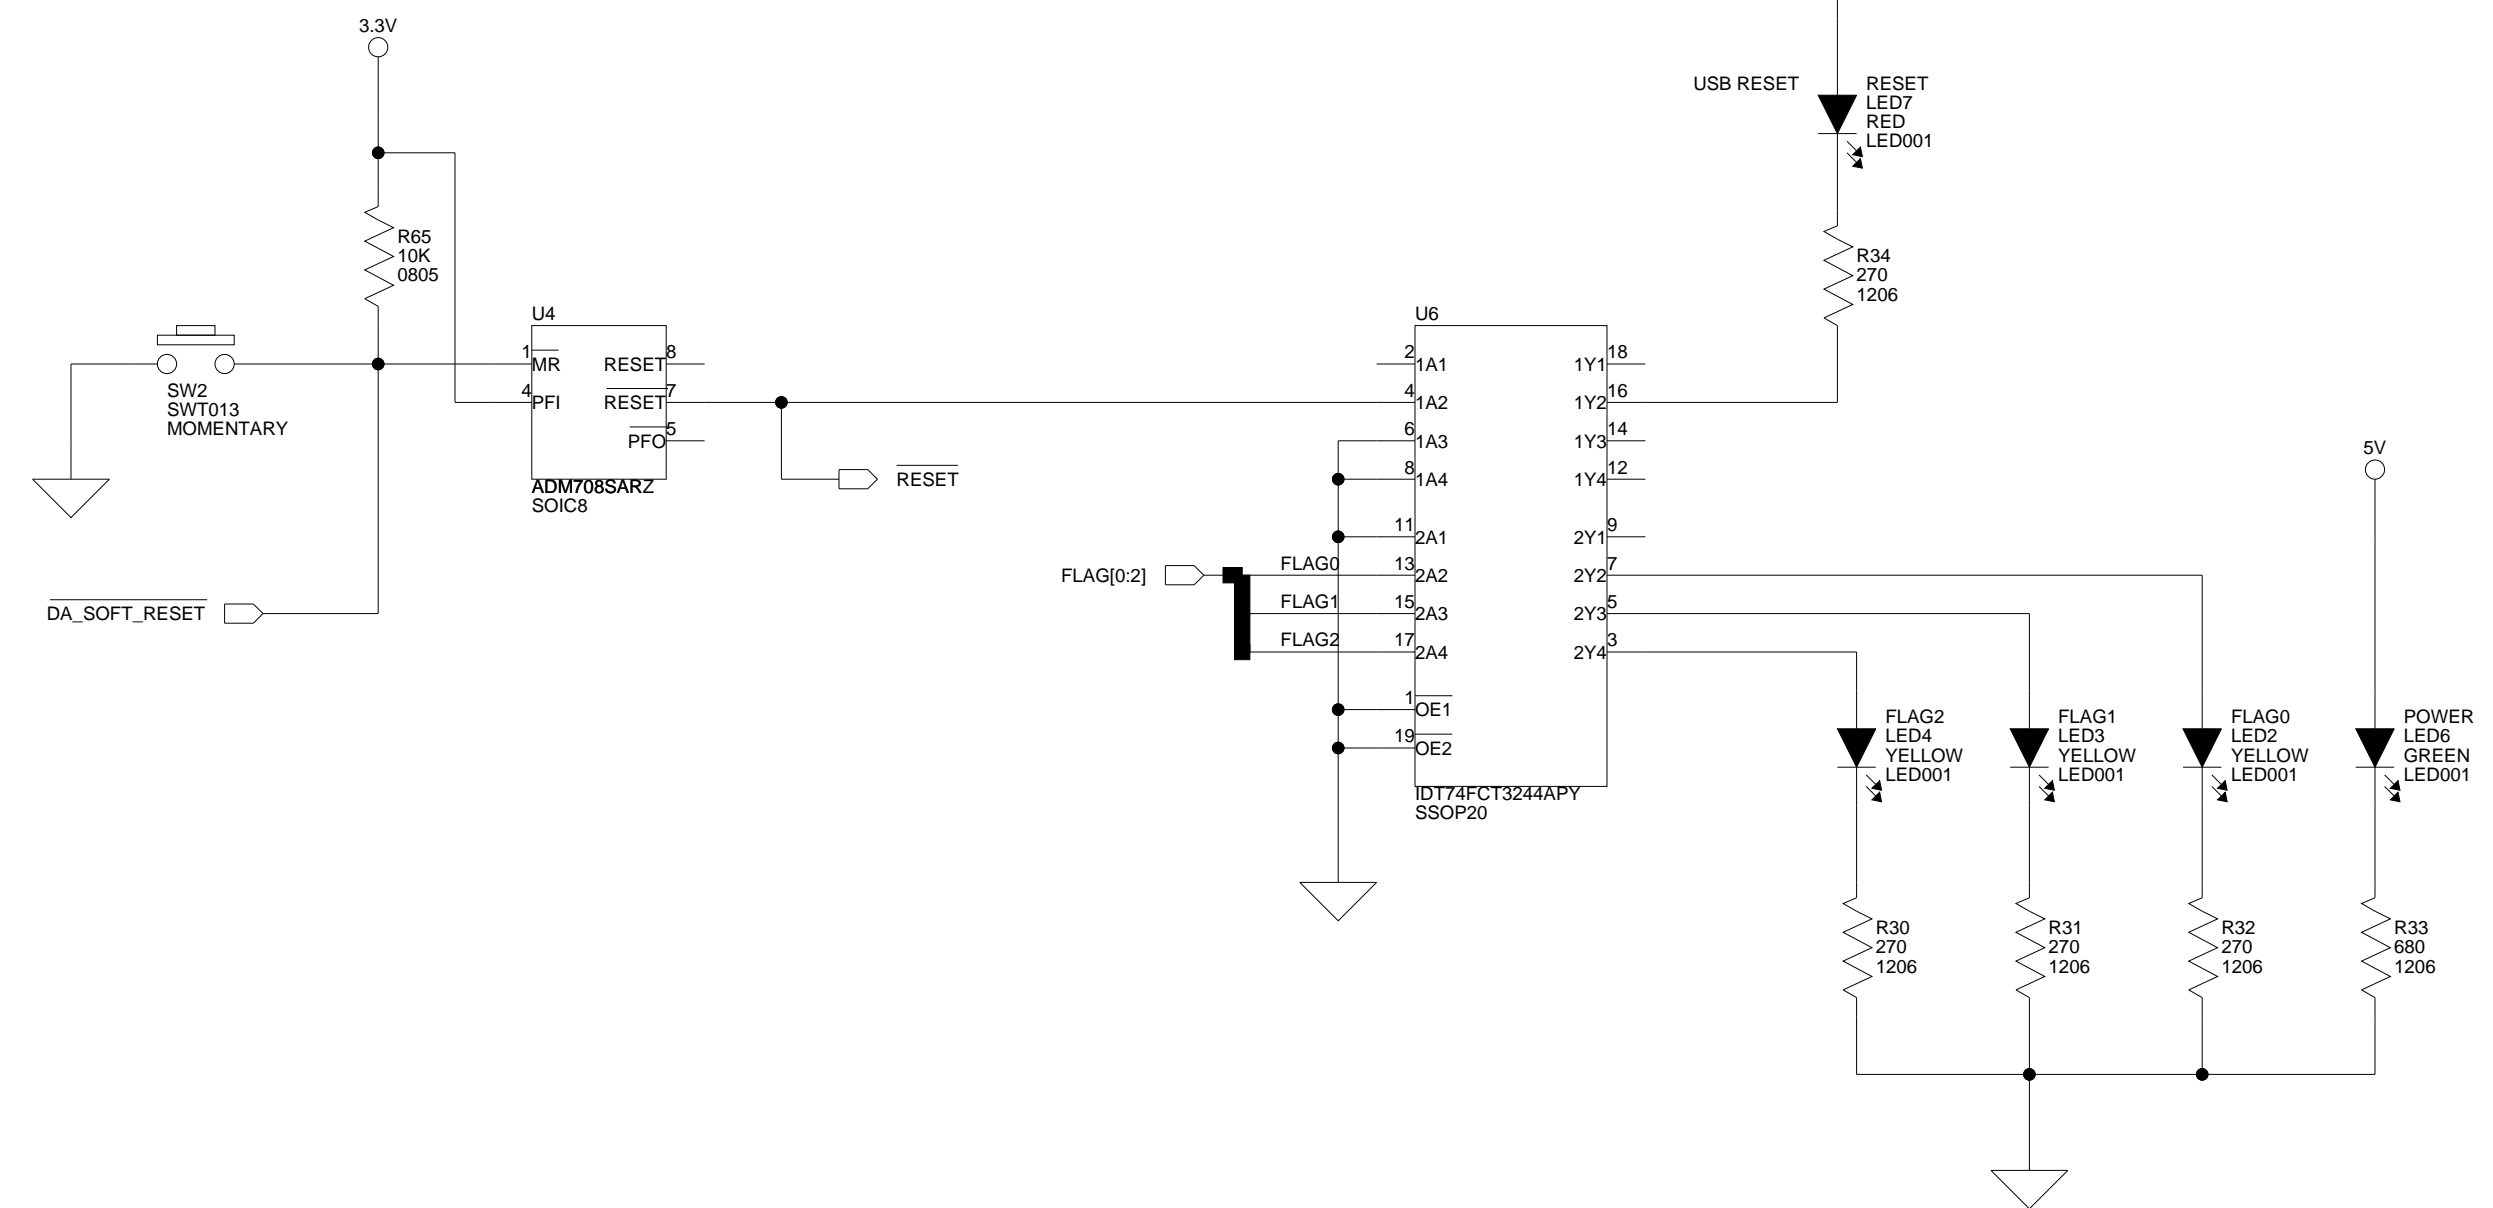 3.3V
USB RESET
RESET
LED7
RED
LED001
R65
10K
0805
R34
270
1206
SW2
SWT013
MOMENTARY
U4
1
MR
4
PFI
RESET
8
RESET
7
PFO
5
ADM708SARZ
SOIC8
RESET
DA_SOFT_RESET
FLAG[0:2]
FLAG0
FLAG1
FLAG2
U6
2
1A1
4
1A2
6
1A3
8
1A4
11
2A1
13
2A2
15
2A3
17
2A4
1
OE1
19
OE2
1Y1
18
1Y2
16
1Y3
14
1Y4
12
2Y1
9
2Y2
7
2Y3
5
2Y4
3
IDT74FCT3244APY
SSOP20
5V
FLAG2
LED4
YELLOW
LED001
FLAG1
LED3
YELLOW
LED001
FLAG0
LED2
YELLOW
LED001
POWER
LED6
GREEN
LED001
R30
270
1206
R31
270
1206
R32
270
1206
R33
680
1206